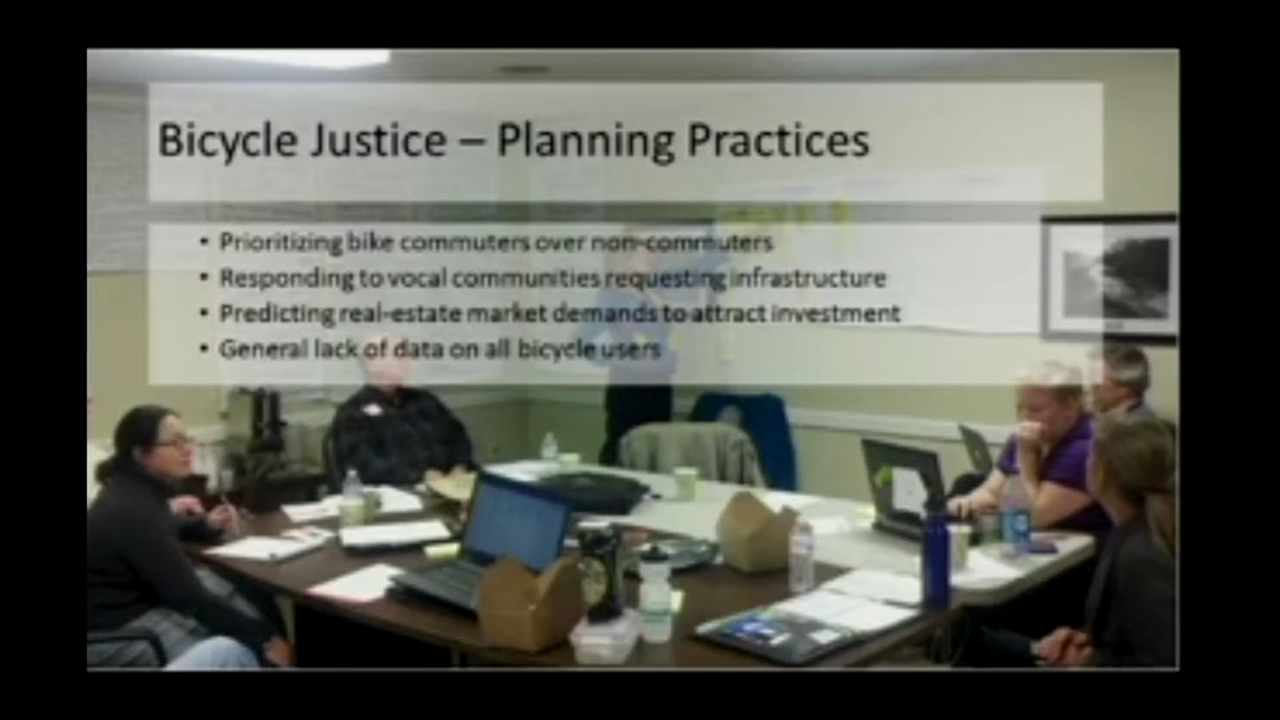 Bicycle Justice – Planning Practices
• Prioritizing bike commuters over non-commuters
• Responding to vocal communities requesting infrastructure
• Predicting real-estate market demands to attract investment
• General lack of data on all bicycle users